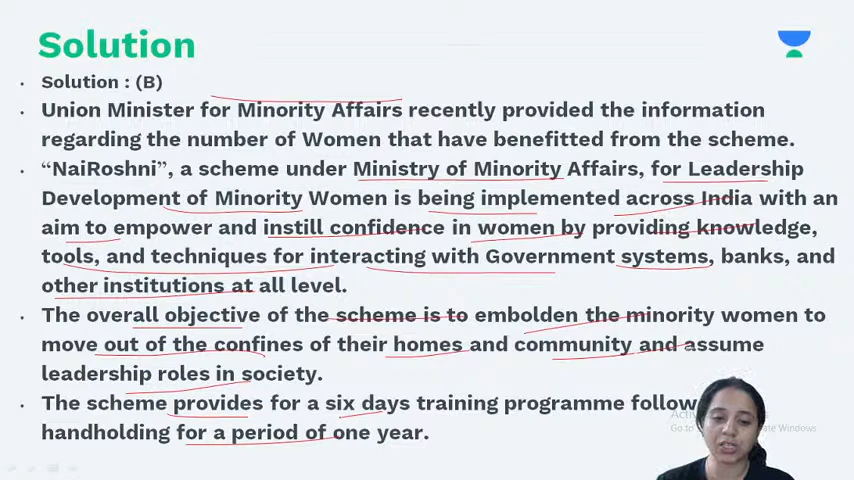 Solution
Solution : (B)
Union Minister for Minority Affairs recently provided the information
regarding the number of Women that have benefitted from the scheme.
“NaiRoshni”, a scheme under Ministry of Minority Affairs, for Leadership
Development of Minority Women is being implemented across India with an
aim to empower and instill confidence in women by providing knowledge,
tools, and techniques for interacting with Government systems, banks, and
other institutions at all level.
The overall objective of the scheme is to embolden the minority women to
move out of the confines of their homes and community and assume
leadership roles in society.
The scheme provides for a six days training programme follow
handholding for a period of one year.
Windows